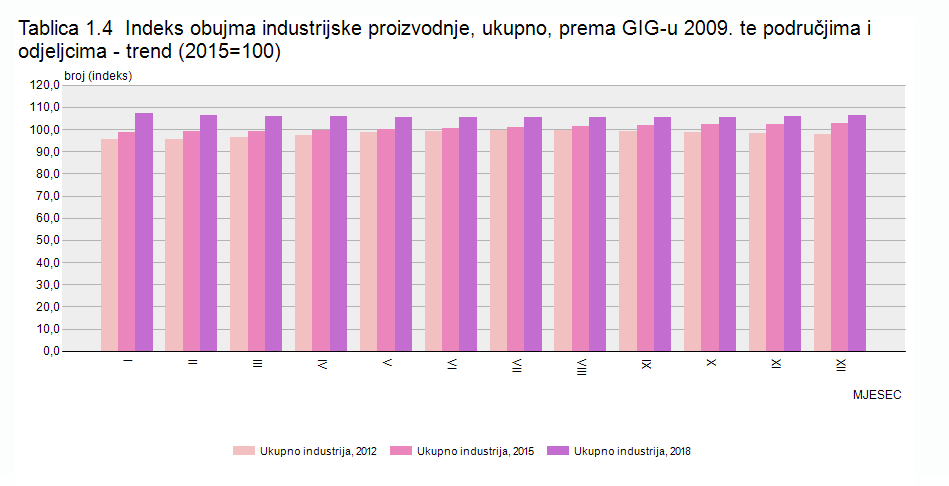 Tablica 1.4 Indeks obujma industrijske proizvodnje, ukupno, prema GIG-u 2009. te područjima i
odjeljcima - trend (2015=100)
broj (indeks)
120,0
110,0
100,0
90,0
80,0
70,0
60,0
50,0
40,0
30,0
20,0
10,0
0,0
I II III IV V VI VII VIII IX X XI XII
MJESEC
Ukupno industrija, 2012 Ukupno industrija, 2015 Ukupno industrija, 2018